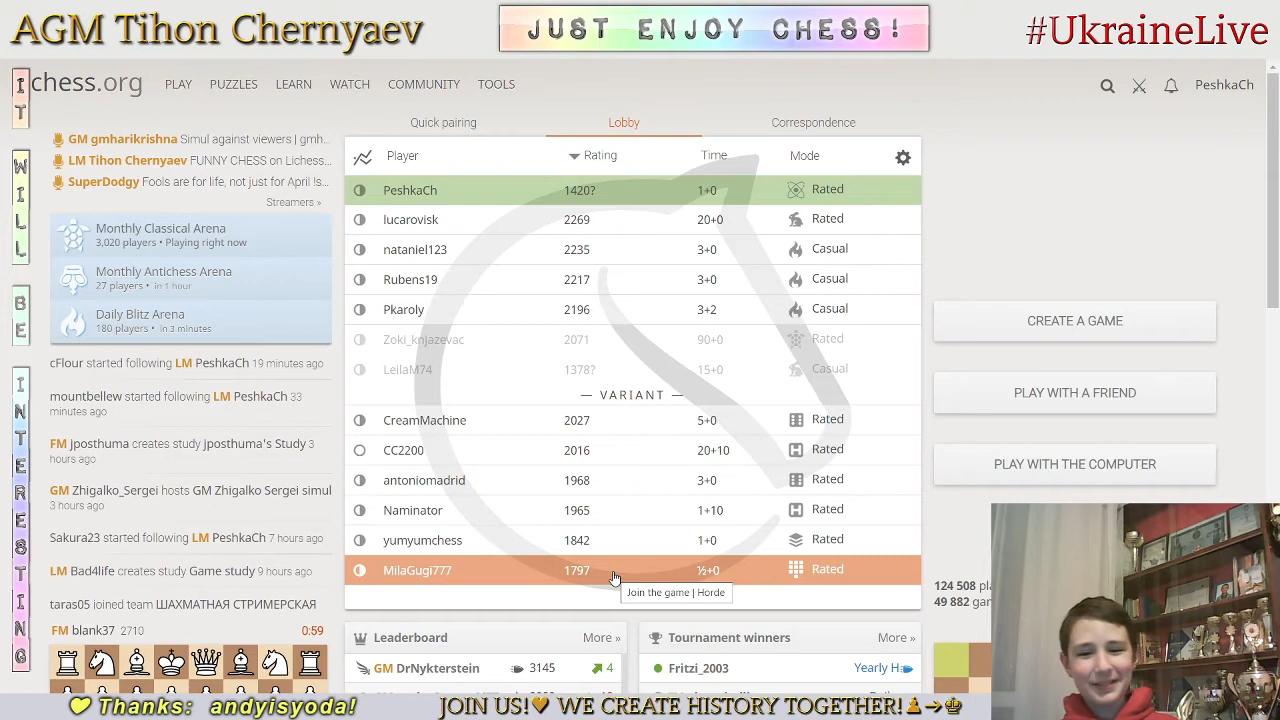 AGM Tihon Chernyaev
JUST ENJOY CHESS!
#UkraineLive
IT WILL BE INTERESTING
chess.org
PLAY PUZZLES LEARN WATCH COMMUNITY TOOLS
PeshkaCh
GM gmharikrishna Simul against viewers | gmh...
LM Tihon Chernyaev FUNNY CHESS on Lichess...
SuperDodgy Fools are for life, not just for April !s...
Streamers »
Monthly Classical Arena
3,020 players • Playing right now
Monthly Antichess Arena
27 players • in 1 hour
Daily Blitz Arena
180 players • in 3 minutes
cFlour started following LM PeshkaCh 19 minutes ago
mountbellew started following LM PeshkaCh 33
minutes ago
FM jposthuma creates study jposthuma's Study 3
hours ago
GM Zhigalko_Sergei hosts GM Zhigalko Sergei simul
3 hours ago
Sakura23 started following LM PeshkaCh 7 hours ago
LM Bad4life creates study Game study 9 hours ago
taras05 joined team ШАХМАТНАЯ СТРИМЕРСКАЯ
FM blank37 2710 0:59
Quick pairing Lobby Correspondence
Player Rating Time Mode
PeshkaCh 1420? 1+0 Rated
lucarovisk 2269 20+0 Rated
nataniel123 2235 3+0 Casual
Rubens19 2217 3+0 Casual
Pkaroly 2196 3+2 Casual
Zoki_knjazevac 2071 90+0 Rated
LeilaM74 1378? 15+0 Casual
— VARIANT —
CreamMachine 2027 5+0 Rated
CC2200 2016 20+10 Rated
antoniomadrid 1968 3+0 Rated
Naminator 1965 1+10 Rated
yumyumchess 1842 1+0 Rated
MilaGugi777 1797 ½+0 Rated
Join the game | Horde
Leaderboard More »
GM DrNykterstein 3145 4
Tournament winners More »
Fritzi_2003 Yearly H
CREATE A GAME
PLAY WITH A FRIEND
PLAY WITH THE COMPUTER
124 508
49 882
Thanks: andyisyoda!
JOIN US! WE CREATE HISTORY TOGETHER!